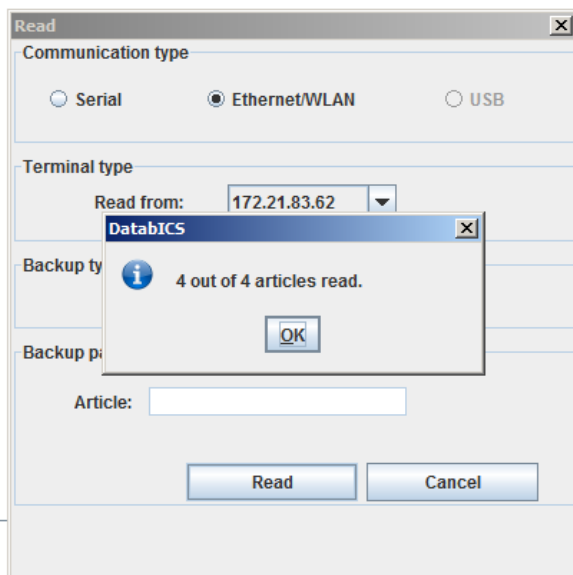 Read
Communication type
Serial Ethernet/WLAN USB
Terminal type
Read from: 172.21.83.62
DatabICS
Backup ty
4 out of 4 articles read.
OK
Backup pa
Article:
Read Cancel